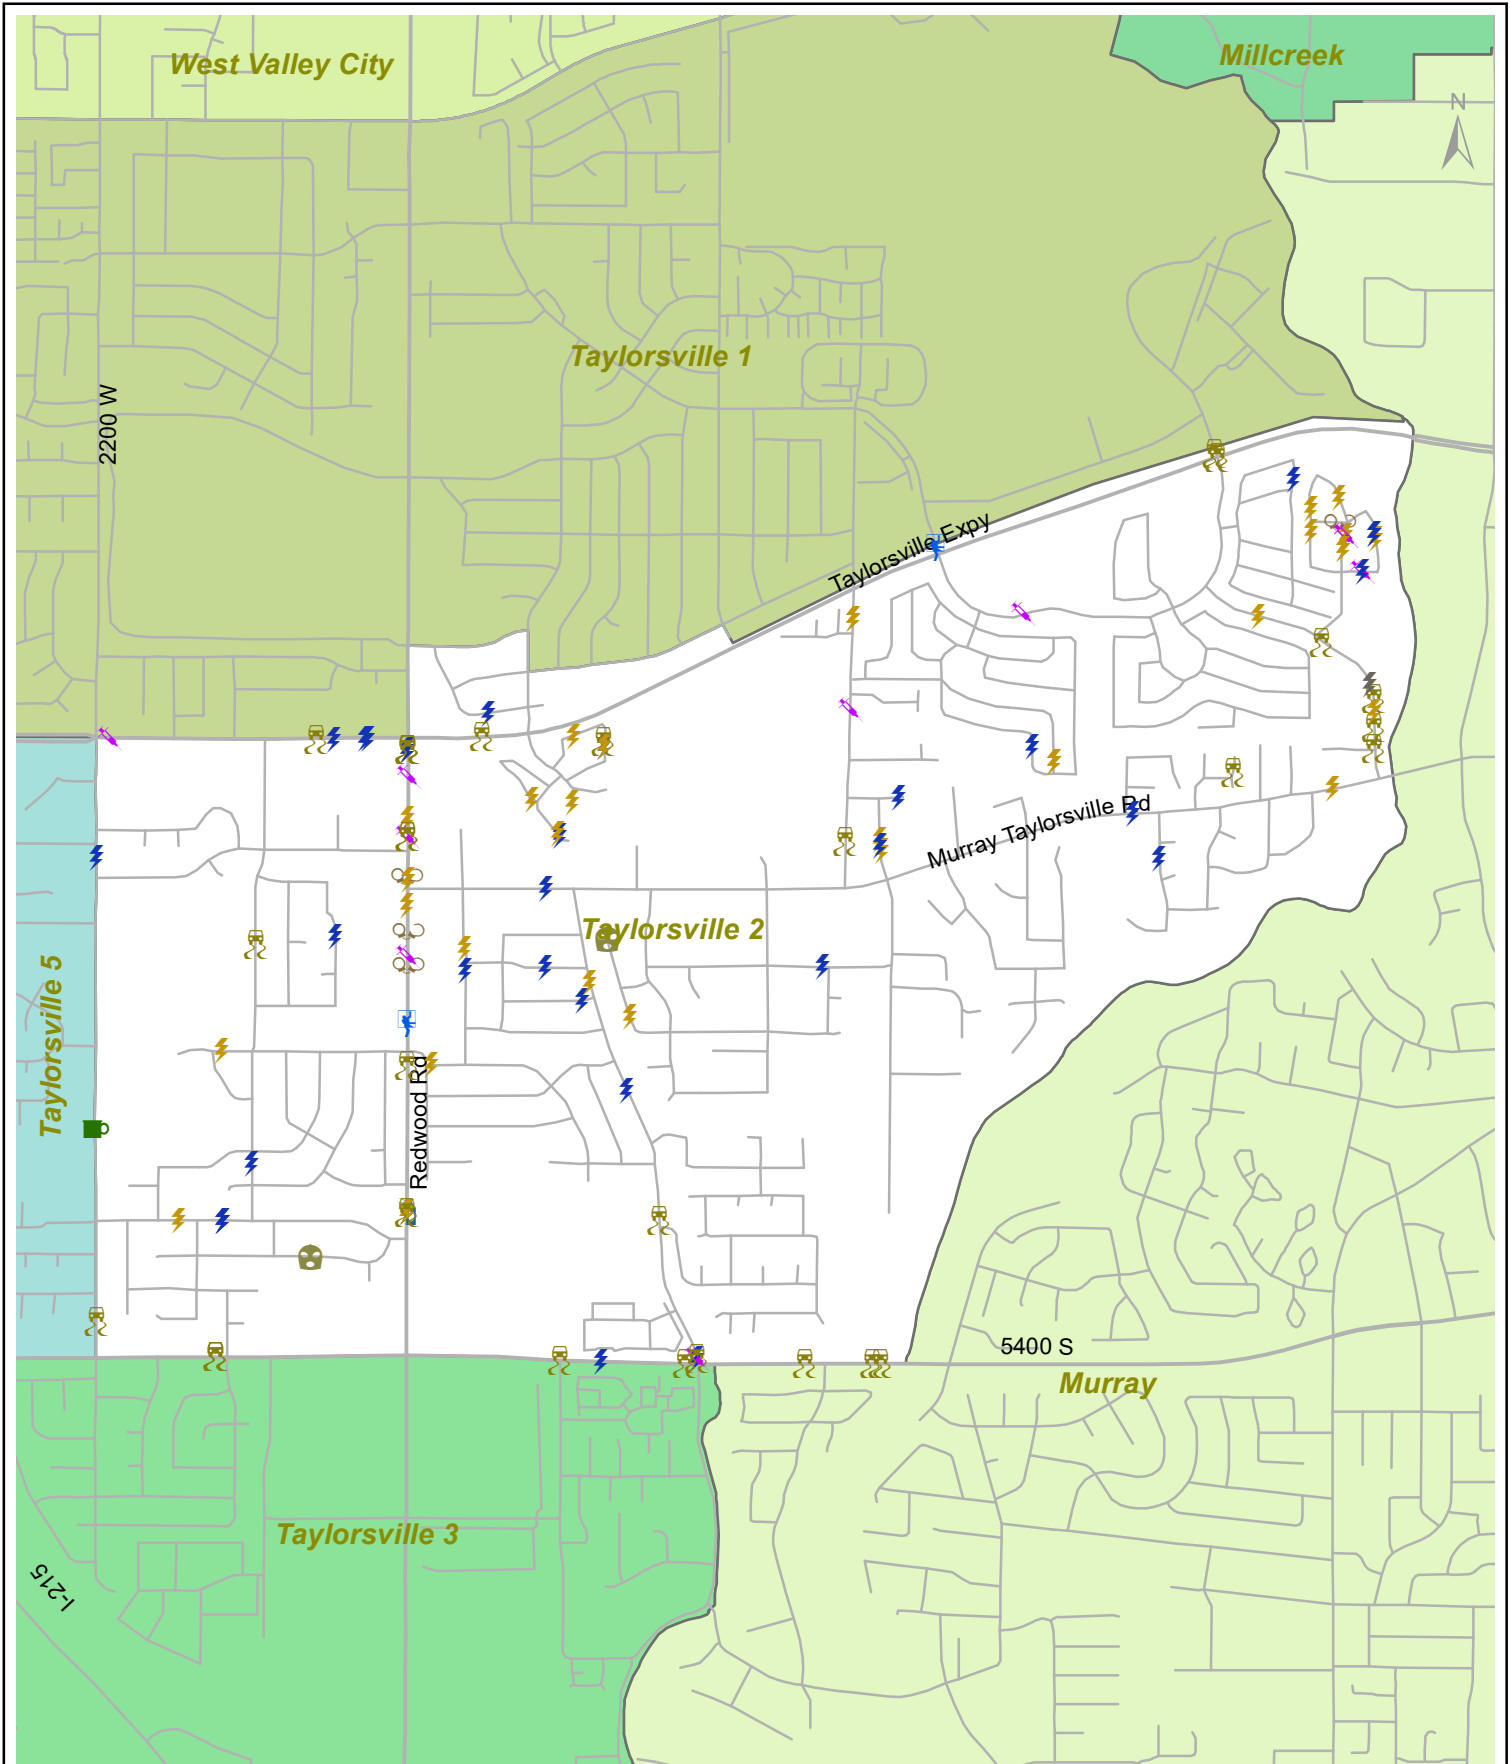 West Valley City
Millcreek
N
Taylorsville 1
2200 W
Taylorsville Expy
Murray Taylorsville Rd
Taylorsville 2
Taylorsville 5
Redwood Rd
5400 S
Murray
Taylorsville 3
I-215